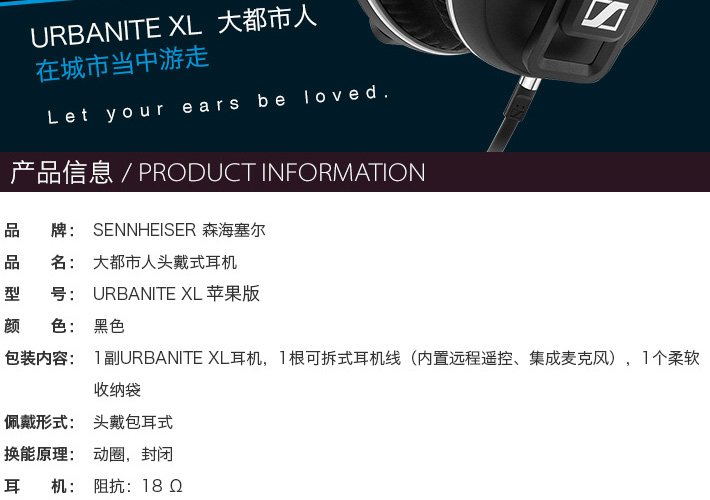 URBANITE XL 大都市人
在城市当中游走
Let your ears be loved.
产品信息 / PRODUCT INFORMATION
品 牌： SENNHEISER 森海塞尔
品 名： 大都市人头戴式耳机
型 号： URBANITE XL 苹果版
颜 色： 黑色
包装内容： 1副URBANITE XL耳机，1根可拆式耳机线（内置远程遥控、集成麦克风），1个柔软
收纳袋
佩戴形式： 头戴包耳式
换能原理： 动圈，封闭
耳 机： 阻抗：18 Ω